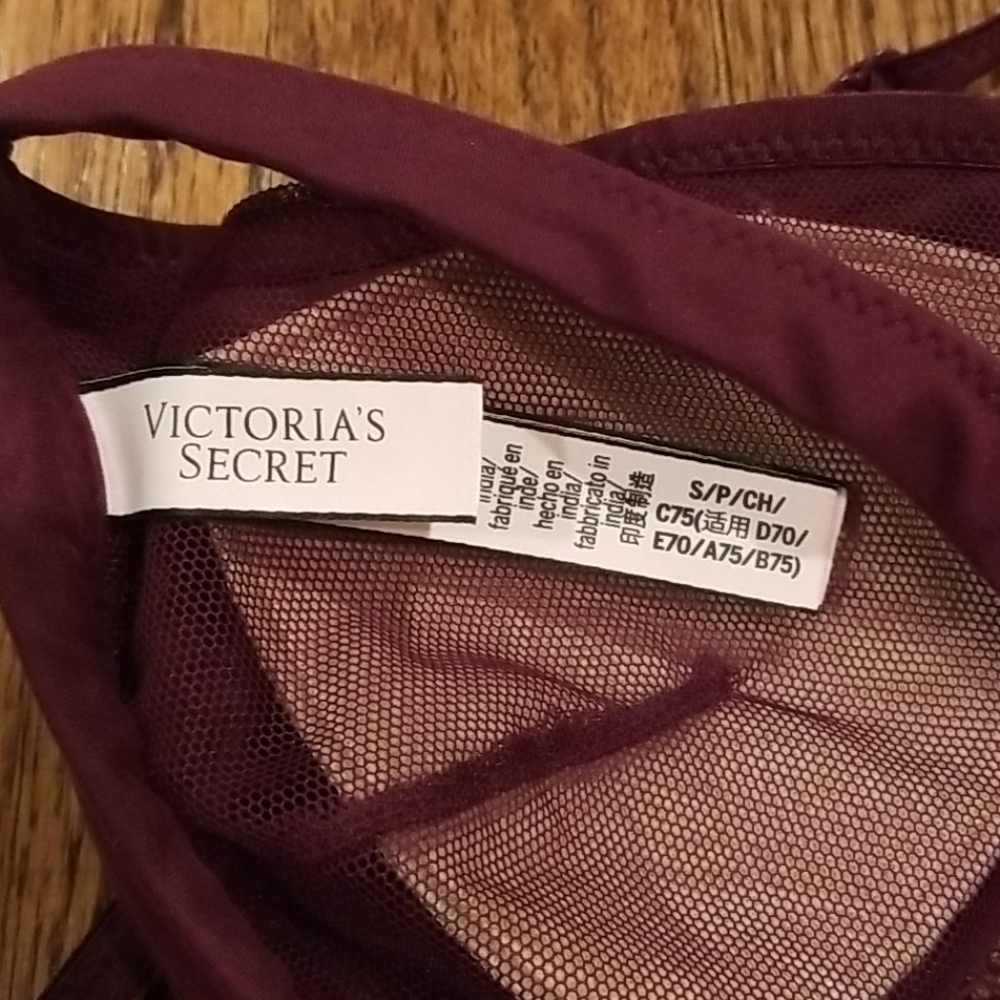 VICTORIA'S
SECRET
india/
fabriqué en
inde/
hecho en
india/
fabbricato in
india/
印度制造
S/P/CH/
C75(适用 D70/
E70/A75/B75)